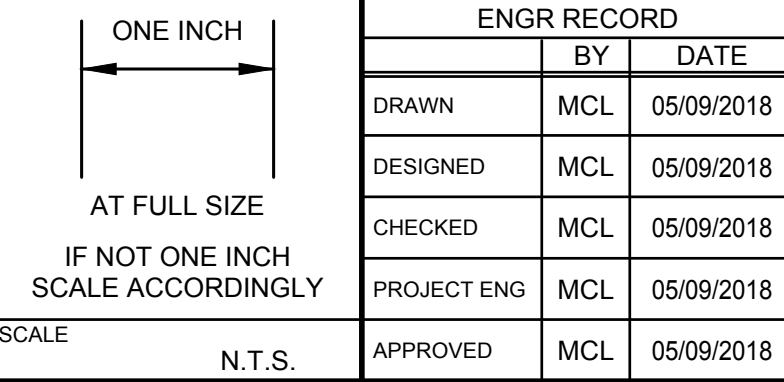 ONE INCH
AT FULL SIZE
IF NOT ONE INCH
SCALE ACCORDINGLY
SCALE
N.T.S.
ENGR RECORD
BY DATE
DRAWN MCL 05/09/2018
DESIGNED MCL 05/09/2018
CHECKED MCL 05/09/2018
PROJECT ENG MCL 05/09/2018
APPROVED MCL 05/09/2018